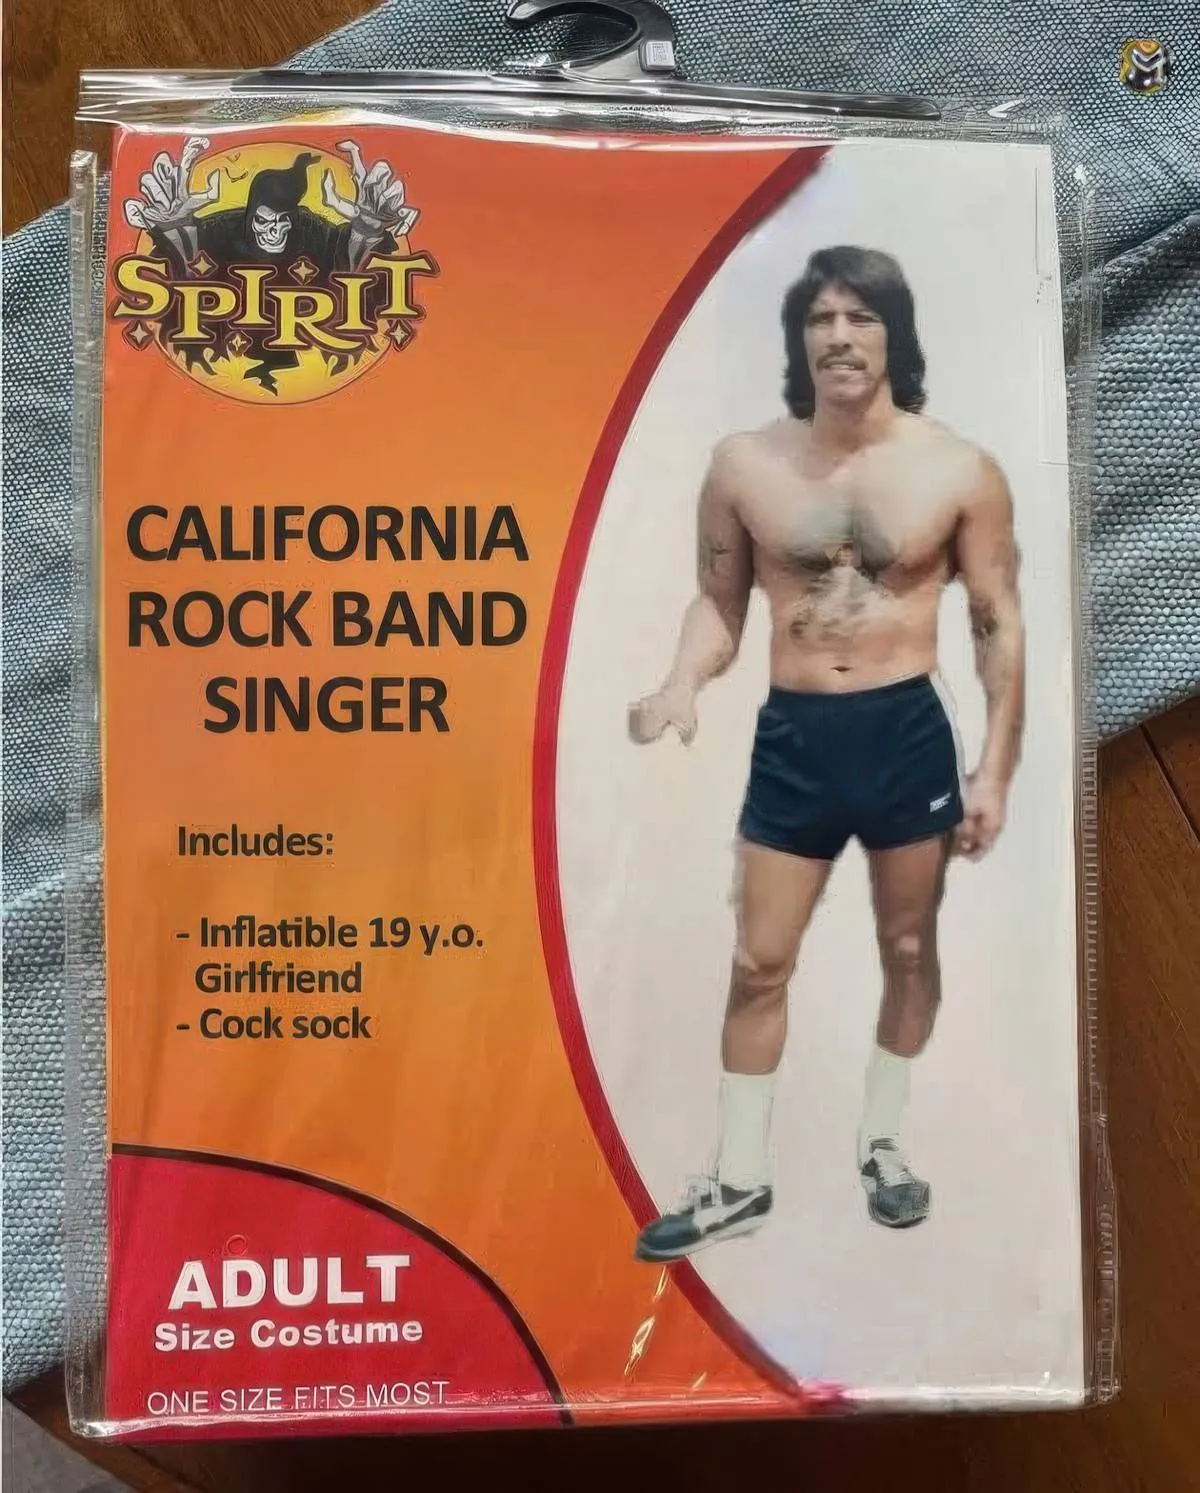 SPIRIT
CALIFORNIA
ROCK BAND
SINGER
Includes:
- Inflatible 19 y.o.
Girlfriend
- Cock sock
ADULT
Size Costume
ONE SIZE FITS MOST